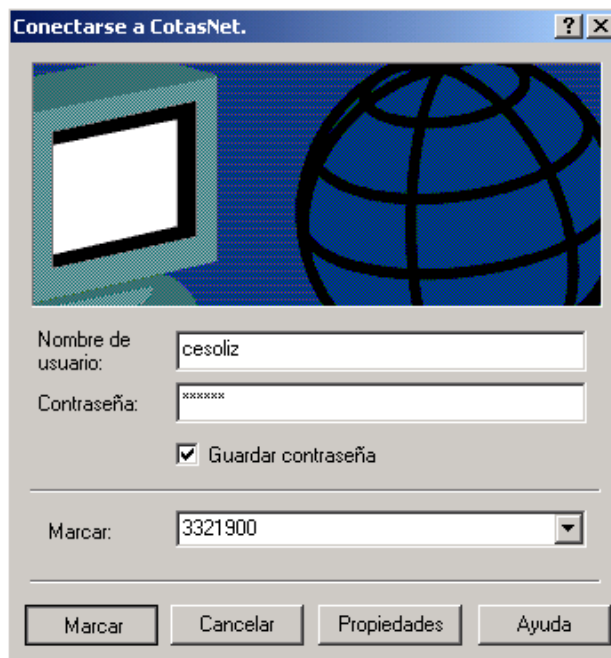 Conectarse a CotasNet.
Nombre de
usuario:
cesoliz
Contraseña:
******
Guardar contraseña
Marcar:
3321900
Marcar
Cancelar
Propiedades
Ayuda